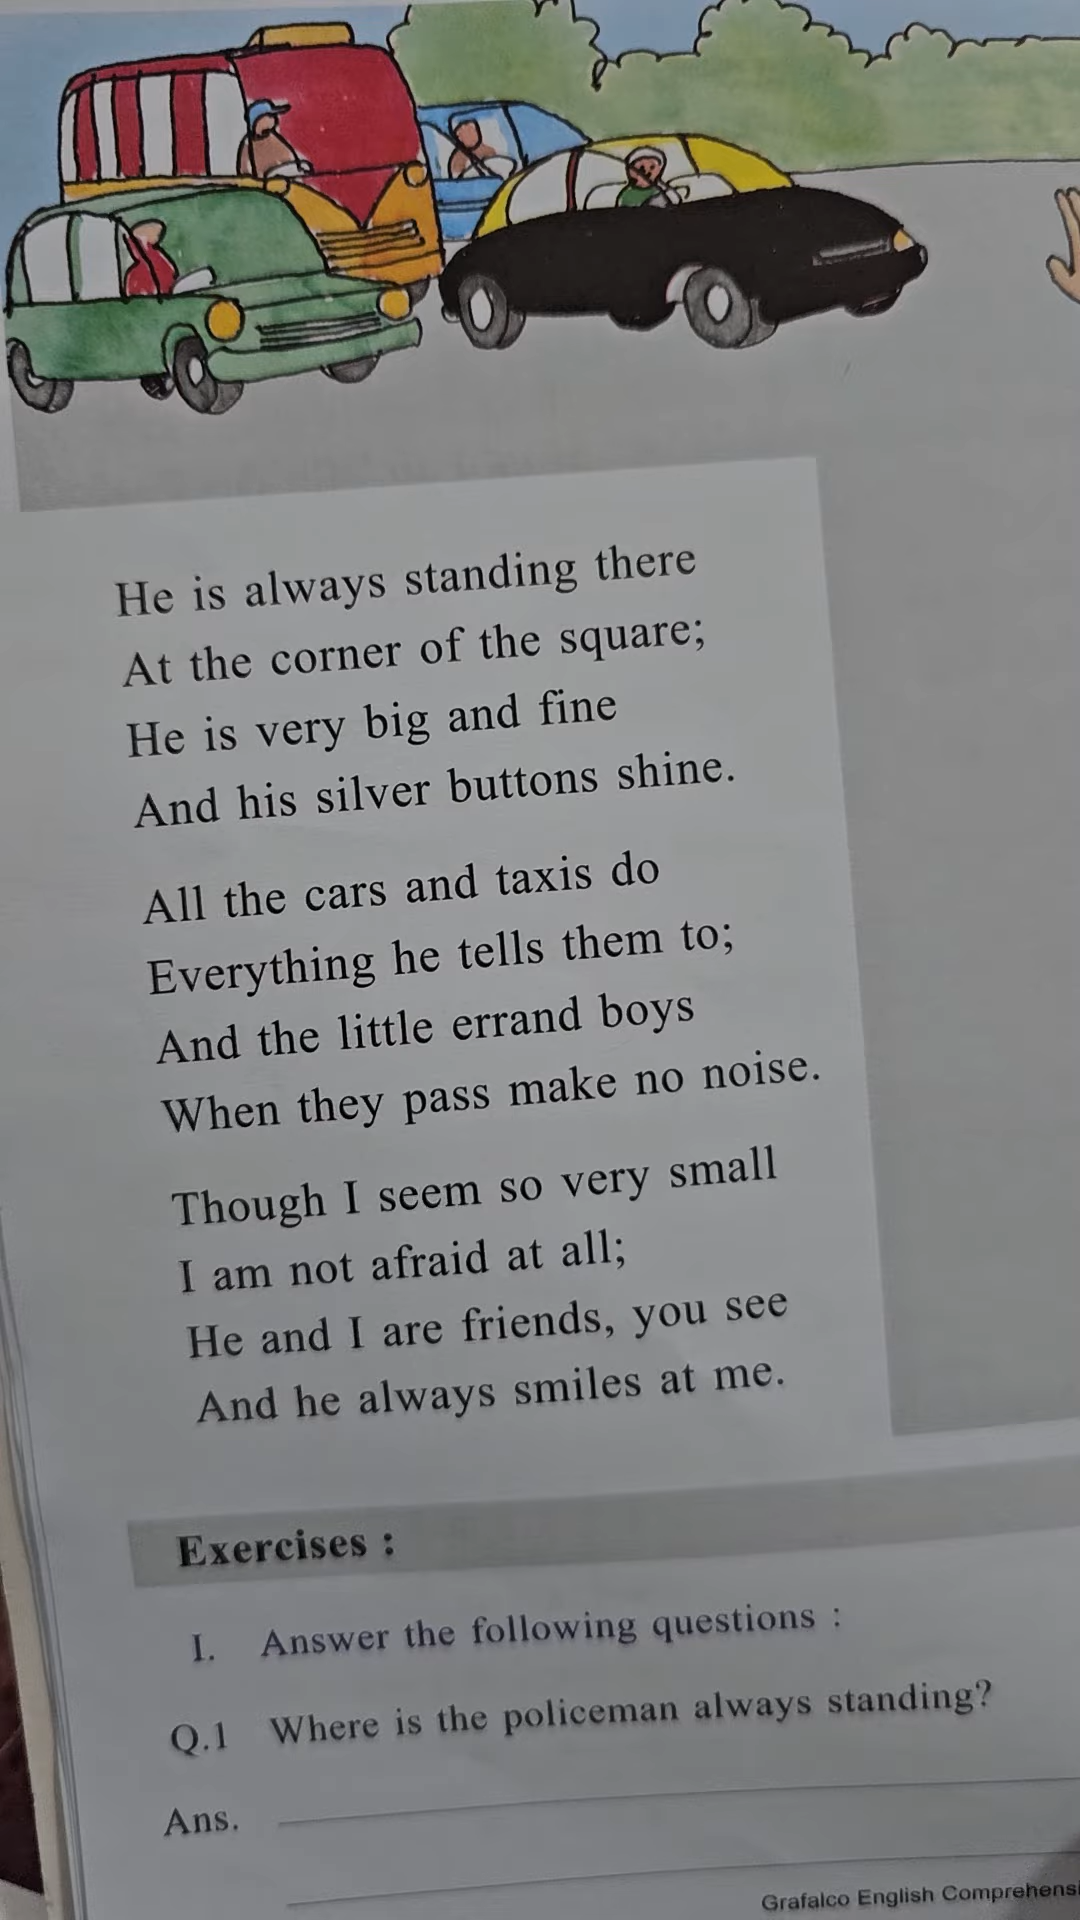 He is always standing there
At the corner of the square;
He is very big and fine
And his silver buttons shine.
All the cars and taxis do
Everything he tells them to;
And the little errand boys
When they pass make no noise.
Though I seem so very small
I am not afraid at all;
He and I are friends, you see
And he always smiles at me.
Exercises :
I. Answer the following questions :
Q.1 Where is the policeman always standing?
Ans.
Grafalco English